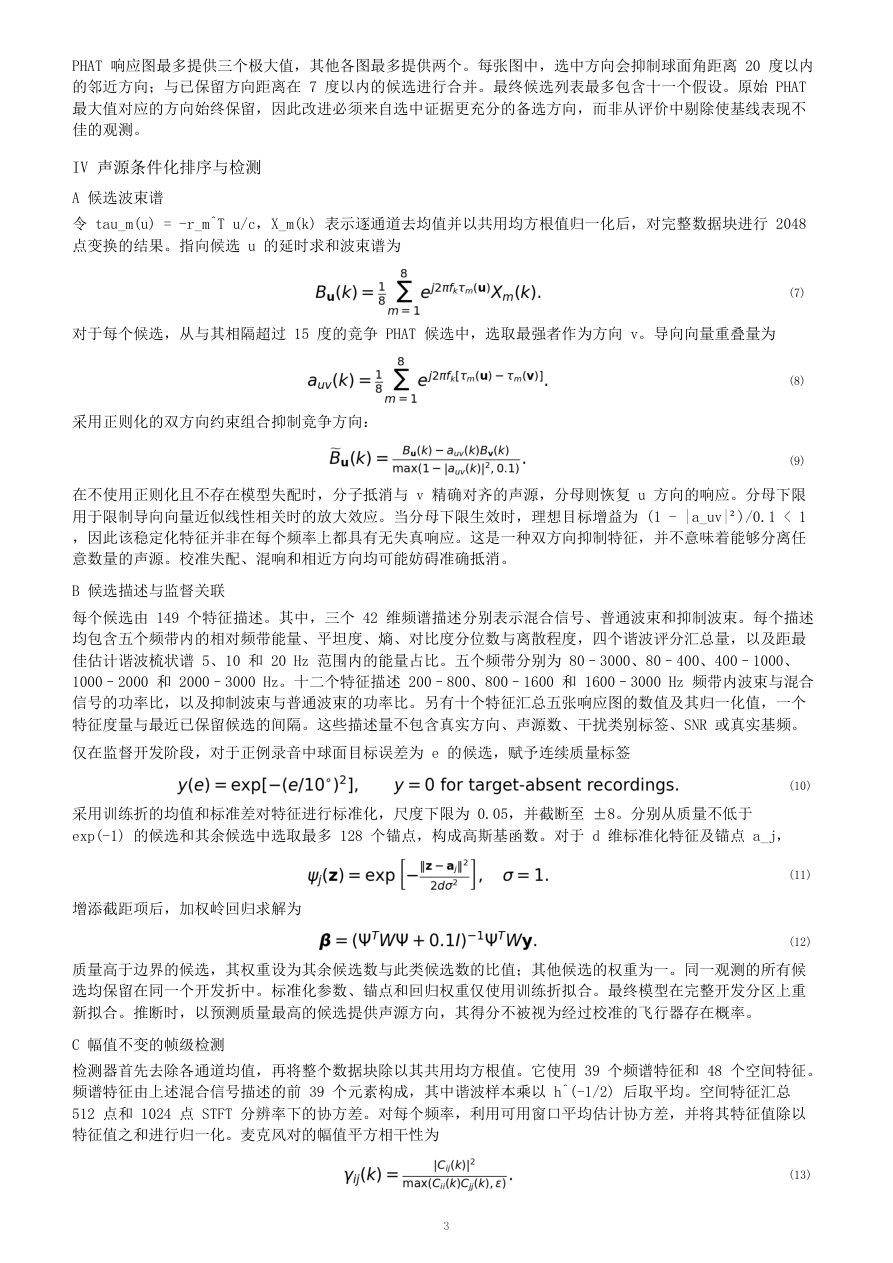 PHAT 响应图最多提供三个极大值，其他各图最多提供两个。每张图中，选中方向会抑制球面角距离 20 度以内
的邻近方向；与已保留方向距离在 7 度以内的候选进行合并。最终候选列表最多包含十一个假设。原始 PHAT
最大值对应的方向始终保留，因此改进必须来自选中证据更充分的备选方向，而非从评价中剔除使基线表现不
佳的观测。
IV 声源条件化排序与检测
A 候选波束谱
令 tau_m(u) = -r_m^T u/c，X_m(k) 表示逐通道去均值并以共用均方根值归一化后，对完整数据块进行 2048
点变换的结果。指向候选 u 的延时求和波束谱为
B_u(k) = 1/8 ∑_{m=1}^{8} e^{j2πf_kτ_m(u)} X_m(k). (7)
对于每个候选，从与其相隔超过 15 度的竞争 PHAT 候选中，选取最强者作为方向 v。导向向量重叠量为
a_{uv}(k) = 1/8 ∑_{m=1}^{8} e^{j2πf_k[τ_m(u) − τ_m(v)]}. (8)
采用正则化的双方向约束组合抑制竞争方向：
B̃_u(k) = (B_u(k) − a_{uv}(k)B_v(k)) / max(1 − |a_{uv}(k)|², 0.1). (9)
在不使用正则化且不存在模型失配时，分子抵消与 v 精确对齐的声源，分母则恢复 u 方向的响应。分母下限
用于限制导向向量近似线性相关时的放大效应。当分母下限生效时，理想目标增益为 (1 - |a_uv|²)/0.1 < 1
，因此该稳定化特征并非在每个频率上都具有无失真响应。这是一种双方向抑制特征，并不意味着能够分离任
意数量的声源。校准失配、混响和相近方向均可能妨碍准确抵消。
B 候选描述与监督关联
每个候选由 149 个特征描述。其中，三个 42 维频谱描述分别表示混合信号、普通波束和抑制波束。每个描述
均包含五个频带内的相对频带能量、平坦度、熵、对比度分位数与离散程度，四个谐波评分汇总量，以及距最
佳估计谐波梳状谱 5、10 和 20 Hz 范围内的能量占比。五个频带分别为 80–3000、80–400、400–1000、
1000–2000 和 2000–3000 Hz。十二个特征描述 200–800、800–1600 和 1600–3000 Hz 频带内波束与混合
信号的功率比，以及抑制波束与普通波束的功率比。另有十个特征汇总五张响应图的数值及其归一化值，一个
特征度量与最近已保留候选的间隔。这些描述量不包含真实方向、声源数、干扰类别标签、SNR 或真实基频。
仅在监督开发阶段，对于正例录音中球面目标误差为 e 的候选，赋予连续质量标签
y(e) = exp[−(e/10°)²],  y = 0 for target-absent recordings. (10)
采用训练折的均值和标准差对特征进行标准化，尺度下限为 0.05，并截断至 ±8。分别从质量不低于
exp(-1) 的候选和其余候选中选取最多 128 个锚点，构成高斯基函数。对于 d 维标准化特征及锚点 a_j，
ψ_j(z) = exp[−‖z − a_j‖² / 2dσ²],  σ = 1. (11)
增添截距项后，加权岭回归求解为
β = (Ψ^T WΨ + 0.1I)^{−1}Ψ^T Wy. (12)
质量高于边界的候选，其权重设为其余候选数与此类候选数的比值；其他候选的权重为一。同一观测的所有候
选均保留在同一个开发折中。标准化参数、锚点和回归权重仅使用训练折拟合。最终模型在完整开发分区上重
新拟合。推断时，以预测质量最高的候选提供声源方向，其得分不被视为经过校准的飞行器存在概率。
C 幅值不变的帧级检测
检测器首先去除各通道均值，再将整个数据块除以其共用均方根值。它使用 39 个频谱特征和 48 个空间特征。
频谱特征由上述混合信号描述的前 39 个元素构成，其中谐波样本乘以 h^(-1/2) 后取平均。空间特征汇总
512 点和 1024 点 STFT 分辨率下的协方差。对每个频率，利用可用窗口平均估计协方差，并将其特征值除以
特征值之和进行归一化。麦克风对的幅值平方相干性为
γ_{ij}(k) = |C_{ij}(k)|² / max(C_{ii}(k)C_{jj}(k), ε). (13)
3